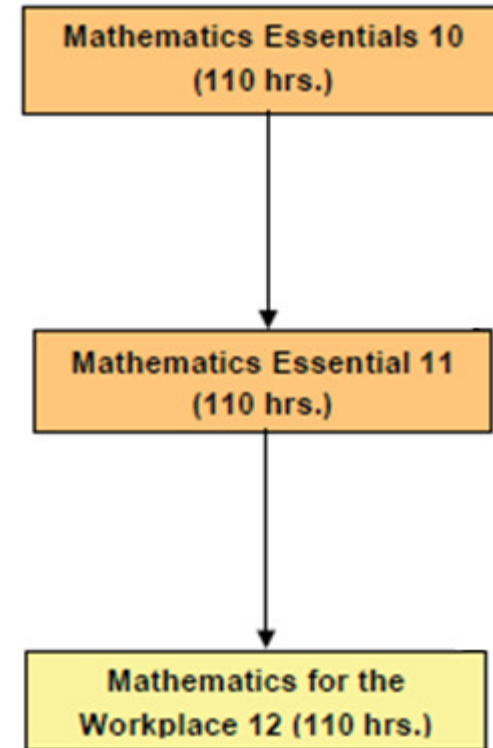 Mathematics Essentials 10
(110 hrs.)
Mathematics Essential 11
(110 hrs.)
Mathematics for the
Workplace 12 (110 hrs.)